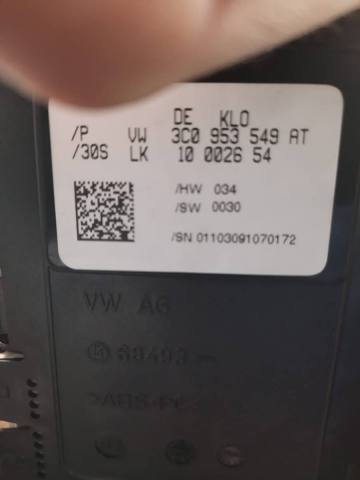 DE KLO
/P VW 3C0 953 549 AT
/30S LK 10 0026 54
/HW 034
/SW 0030
/SN 01103091070172
VW AG